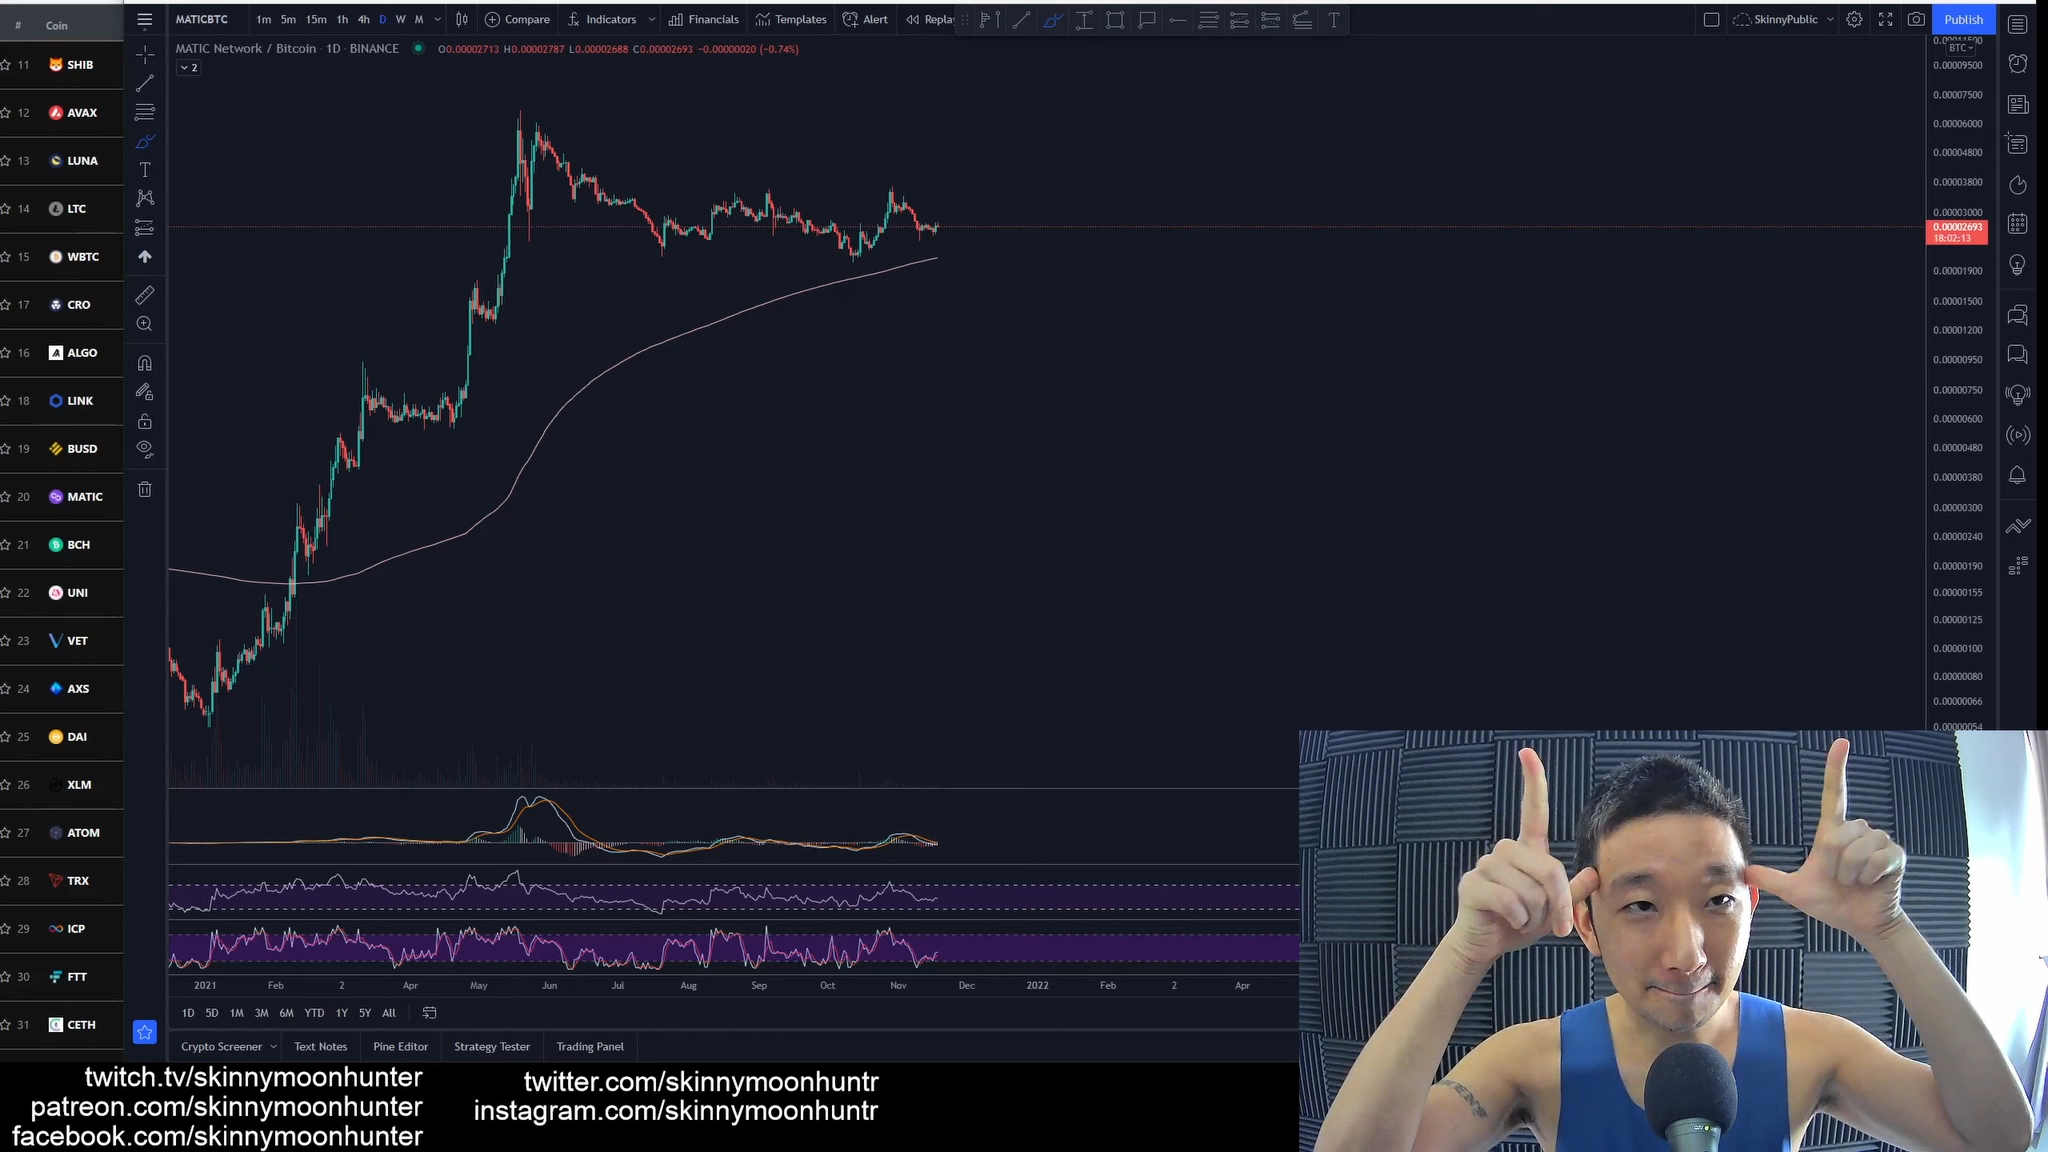 # Coin
11 SHIB
12 AVAX
13 LUNA
14 LTC
15 WBTC
17 CRO
16 ALGO
18 LINK
19 BUSD
20 MATIC
21 BCH
22 UNI
23 VET
24 AXS
25 DAI
26 XLM
27 ATOM
28 TRX
29 ICP
30 FTT
31 CETH
MATICBTC 1m 5m 15m 1h 4h D W M Compare Indicators Financials Templates Alert Replay SkinnyPublic Publish
MATIC Network / Bitcoin · 1D · BINANCE O0.00002713 H0.00002787 L0.00002688 C0.00002693 −0.00000020 (−0.74%)
2
BTC
0.00009500
0.00007500
0.00006000
0.00004800
0.00003800
0.00003000
0.00002693
18:02:13
0.00001900
0.00001500
0.00001200
0.00000950
0.00000750
0.00000600
0.00000480
0.00000380
0.00000300
0.00000240
0.00000190
0.00000155
0.00000125
0.00000100
0.00000080
0.00000066
0.00000054
2021 Feb 2 Apr May Jun Jul Aug Sep Oct Nov Dec 2022 Feb 2 Apr
1D 5D 1M 3M 6M YTD 1Y 5Y All
Crypto Screener Text Notes Pine Editor Strategy Tester Trading Panel
twitch.tv/skinnymoonhunter
patreon.com/skinnymoonhunter
facebook.com/skinnymoonhunter
twitter.com/skinnymoonhuntr
instagram.com/skinnymoonhuntr